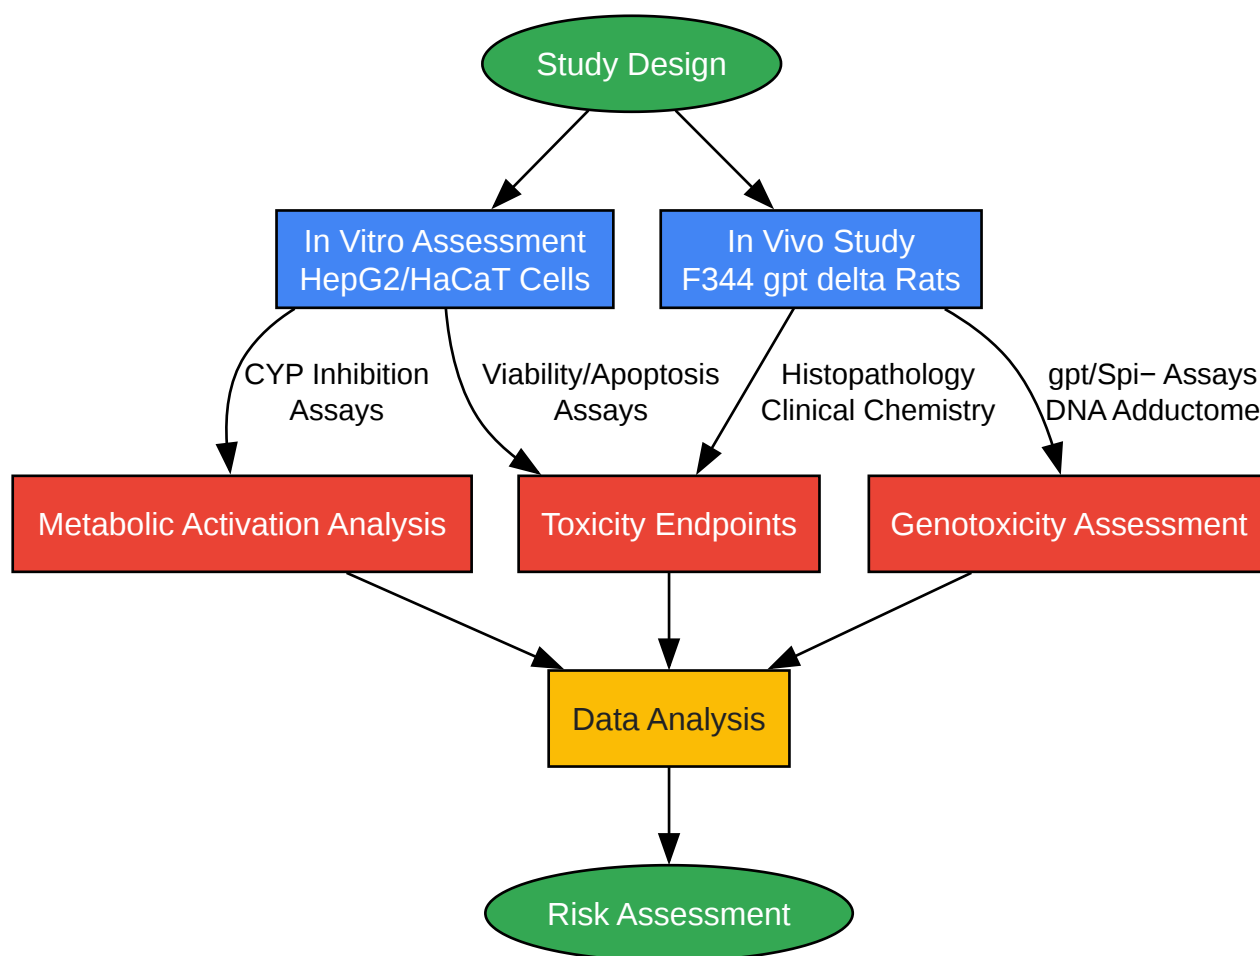 Study Design
In Vitro Assessment
HepG2/HaCaT Cells
In Vivo Study
F344 gpt delta Rats
CYP Inhibition
Assays
Viability/Apoptosis
Assays
Histopathology
Clinical Chemistry
gpt/Spi− Assays
DNA Adductome
Metabolic Activation Analysis
Toxicity Endpoints
Genotoxicity Assessment
Data Analysis
Risk Assessment